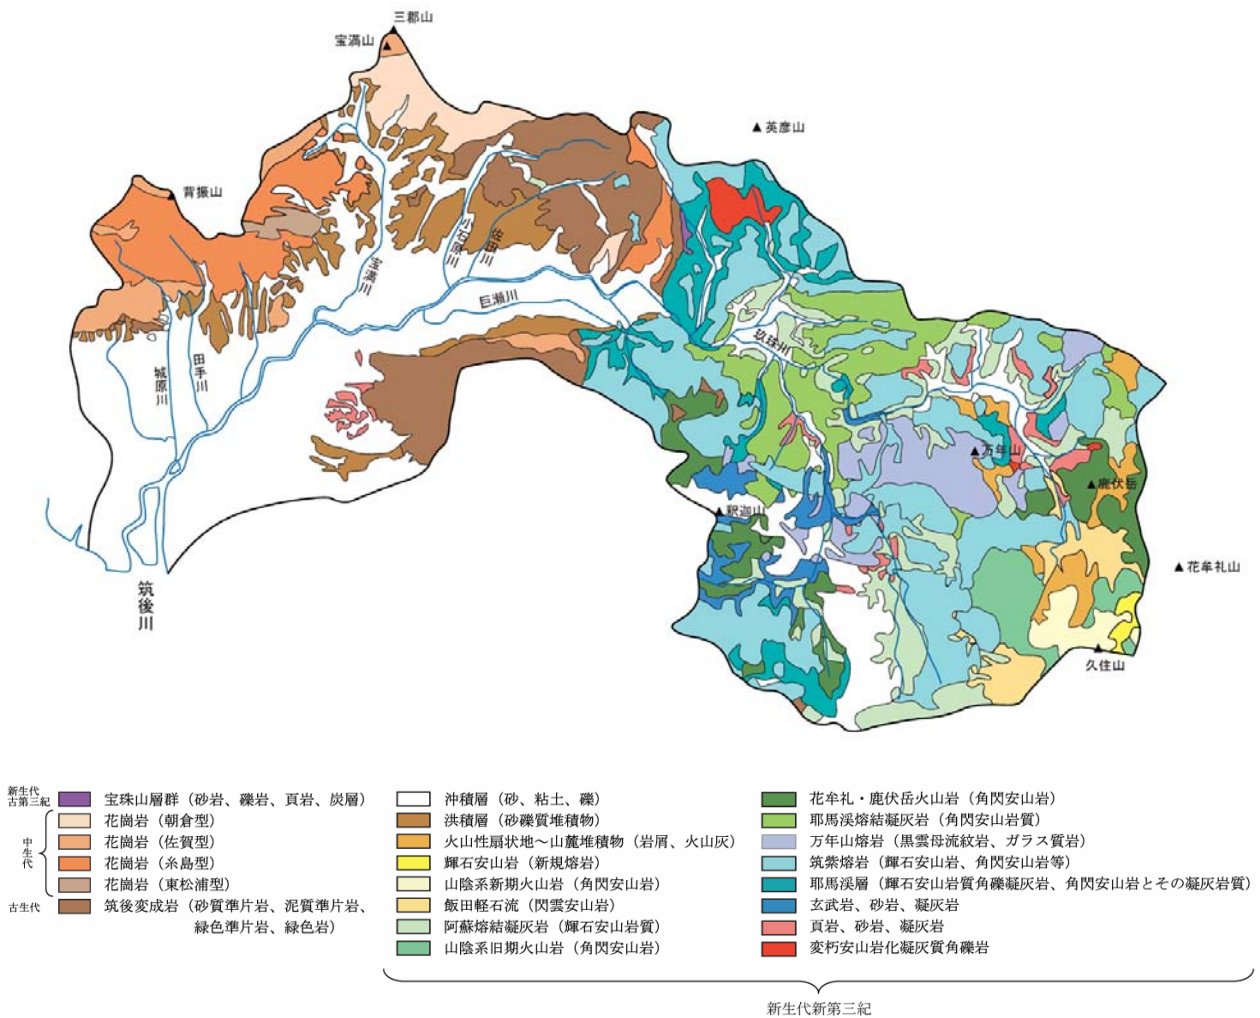 三郡山
宝満山
英彦山
背振山
小石原川
佐田川
宝満川
巨瀬川
玖珠川
城原川
田手川
万年山
鹿伏岳
釈迦山
花牟礼山
筑後川
久住山
新生代
古第三紀
宝珠山層群（砂岩、礫岩、頁岩、炭層）
中生代
花崗岩（朝倉型）
花崗岩（佐賀型）
花崗岩（糸島型）
花崗岩（東松浦型）
古生代
筑後変成岩（砂質準片岩、泥質準片岩、
緑色準片岩、緑色岩）
沖積層（砂、粘土、礫）
洪積層（砂礫質堆積物）
火山性扇状地～山麓堆積物（岩屑、火山灰）
輝石安山岩（新規熔岩）
山陰系新期火山岩（角閃安山岩）
飯田軽石流（閃雲安山岩）
阿蘇熔結凝灰岩（輝石安山岩質）
山陰系旧期火山岩（角閃安山岩）
花牟礼・鹿伏岳火山岩（角閃安山岩）
耶馬渓熔結凝灰岩（角閃安山岩質）
万年山熔岩（黒雲母流紋岩、ガラス質岩）
筑紫熔岩（輝石安山岩、角閃安山岩等）
耶馬渓層（輝石安山岩質角礫凝灰岩、角閃安山岩とその凝灰岩質）
玄武岩、砂岩、凝灰岩
頁岩、砂岩、凝灰岩
変朽安山岩化凝灰質角礫岩
新生代新第三紀